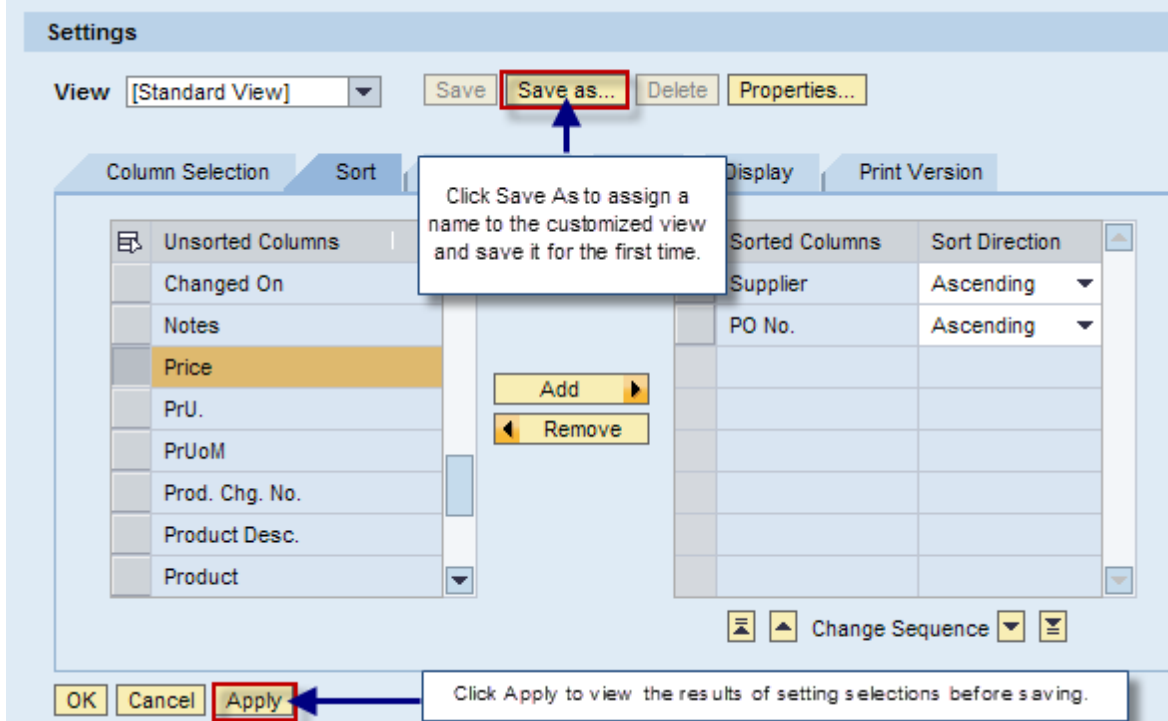 Settings
View [Standard View] Save Save as... Delete Properties...
Column Selection Sort Display Print Version
Click Save As to assign a
name to the customized view
and save it for the first time.
Unsorted Columns Sorted Columns Sort Direction
Changed On Supplier Ascending
Notes PO No. Ascending
Price
Add
PrU.
Remove
PrUoM
Prod. Chg. No.
Product Desc.
Product
Change Sequence
OK Cancel Apply Click Apply to view the results of setting selections before saving.